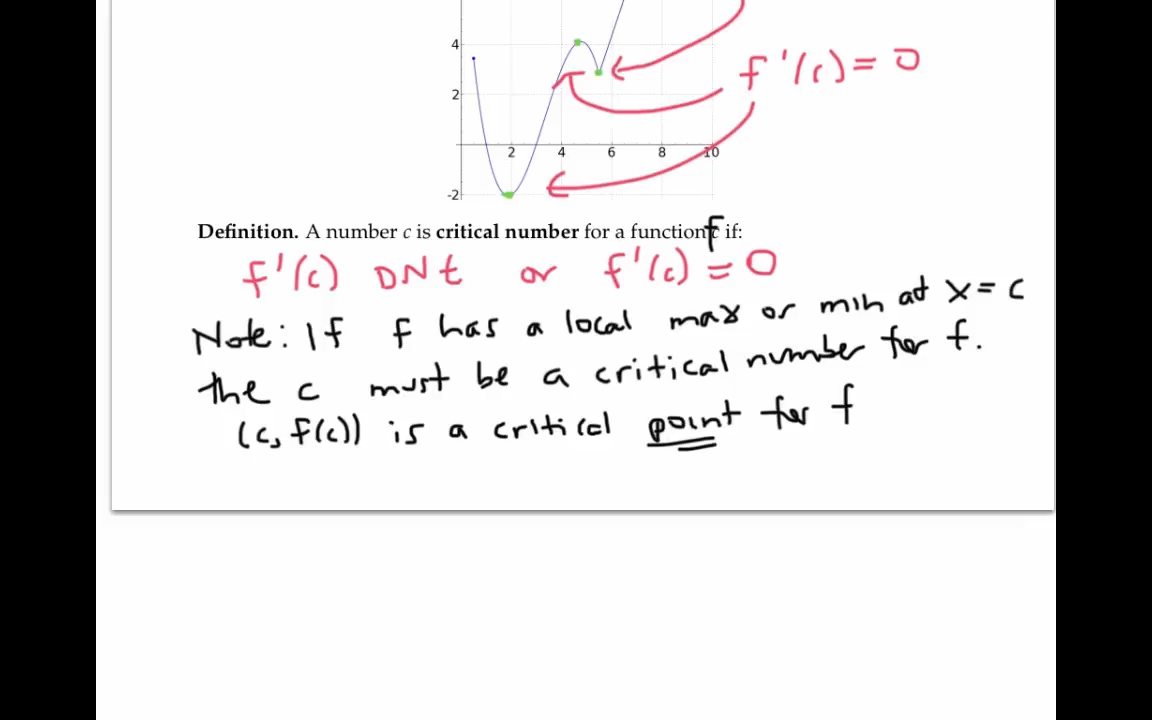 4
2
f'(c) = 0
2 4 6 8 10
-2
Definition. A number c is critical number for a function f if:
f'(c) DNE or f'(c) = 0
Note: If f has a local max or min at x = c
the c must be a critical number for f.
(c, f(c)) is a critical point for f